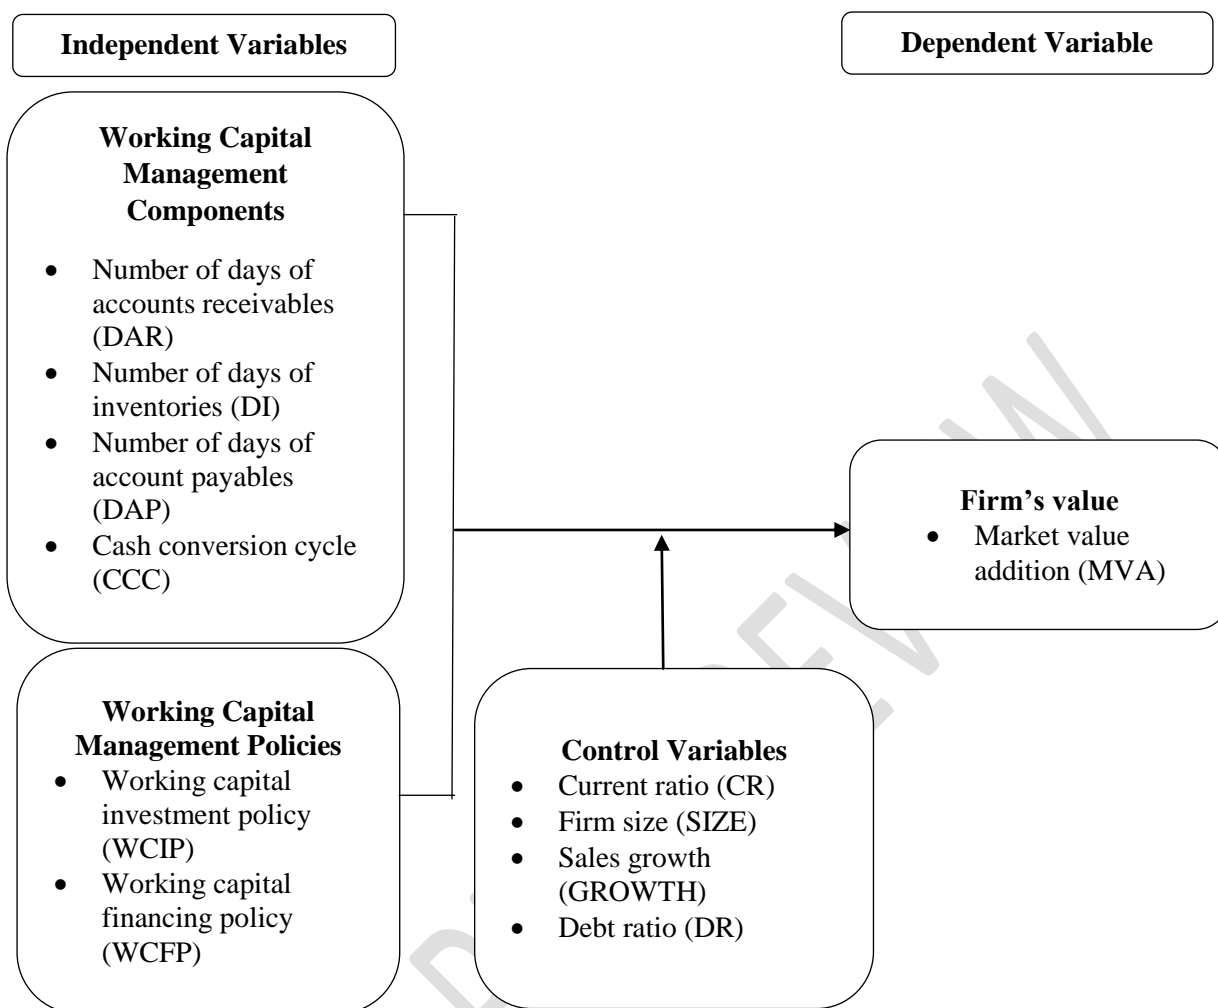 Independent Variables
Dependent Variable
Working Capital
Management
Components
• Number of days of
accounts receivables
(DAR)
• Number of days of
inventories (DI)
• Number of days of
account payables
(DAP)
• Cash conversion cycle
(CCC)
Firm’s value
• Market value
addition (MVA)
Working Capital
Management Policies
• Working capital
investment policy
(WCIP)
• Working capital
financing policy
(WCFP)
Control Variables
• Current ratio (CR)
• Firm size (SIZE)
• Sales growth
(GROWTH)
• Debt ratio (DR)